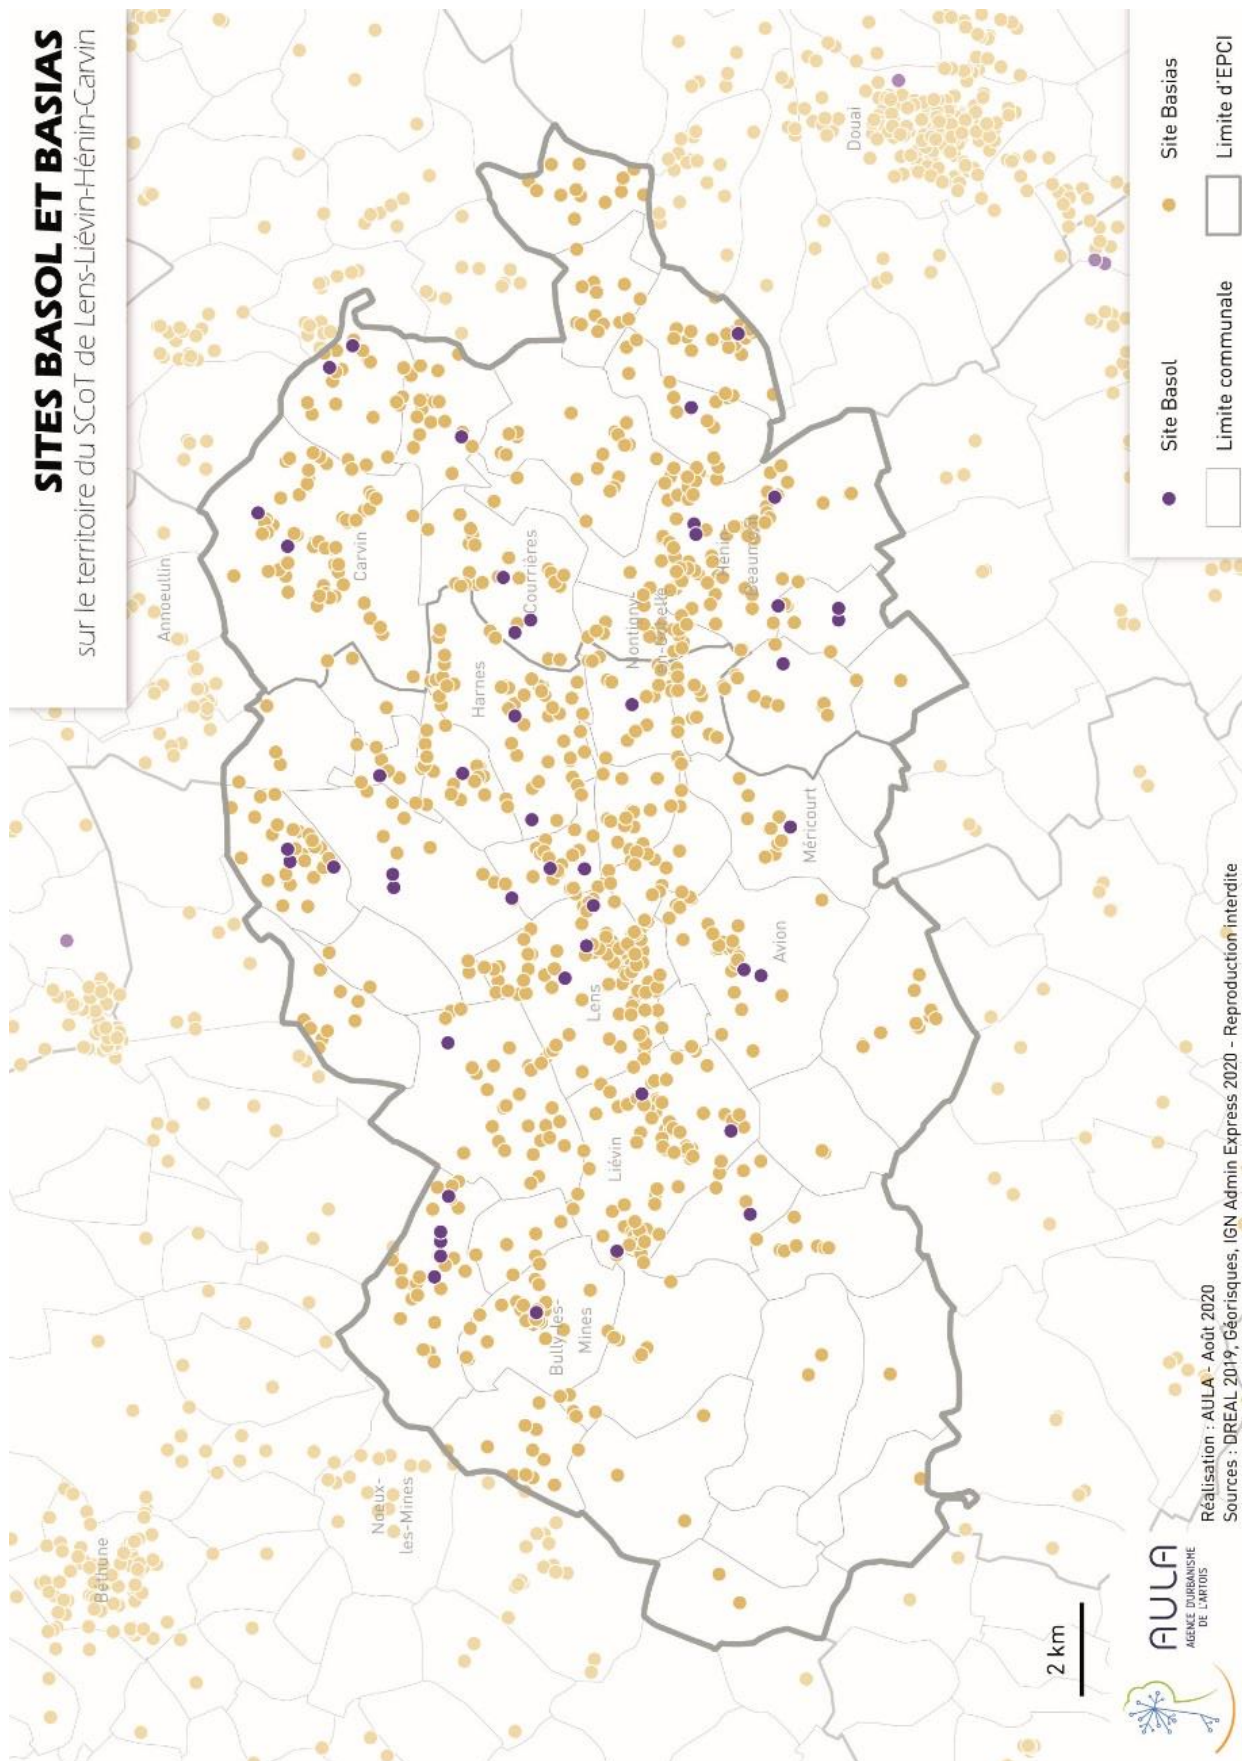 SITES BASOL ET BASIAS
sur le territoire du SCoT de Lens-Liévin-Hénin-Carvin
Béthune
Noeux-
les-Mines
Annoeullin
Carvin
Harnes
Courrières
Bully-les-
Mines
Liévin
Lens
Montigny-
en-Gohelle
Hénin-
Beaumont
Avion
Méricourt
Douai
2 km
AULA
AGENCE D'URBANISME
DE L'ARTOIS
Réalisation : AULA - Août 2020
Sources : DREAL 2019, Géorisques, IGN Admin Express 2020 - Reproduction interdite
Site Basol
Site Basias
Limite communale
Limite d'EPCI